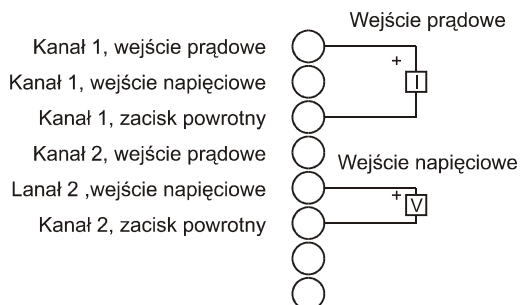 Wejście prądowe
Kanał 1, wejście prądowe
+
Kanał 1, wejście napięciowe
I
Kanał 1, zacisk powrotny
Kanał 2, wejście prądowe
Wejście napięciowe
Lanał 2 ,wejście napięciowe
+
V
Kanał 2, zacisk powrotny